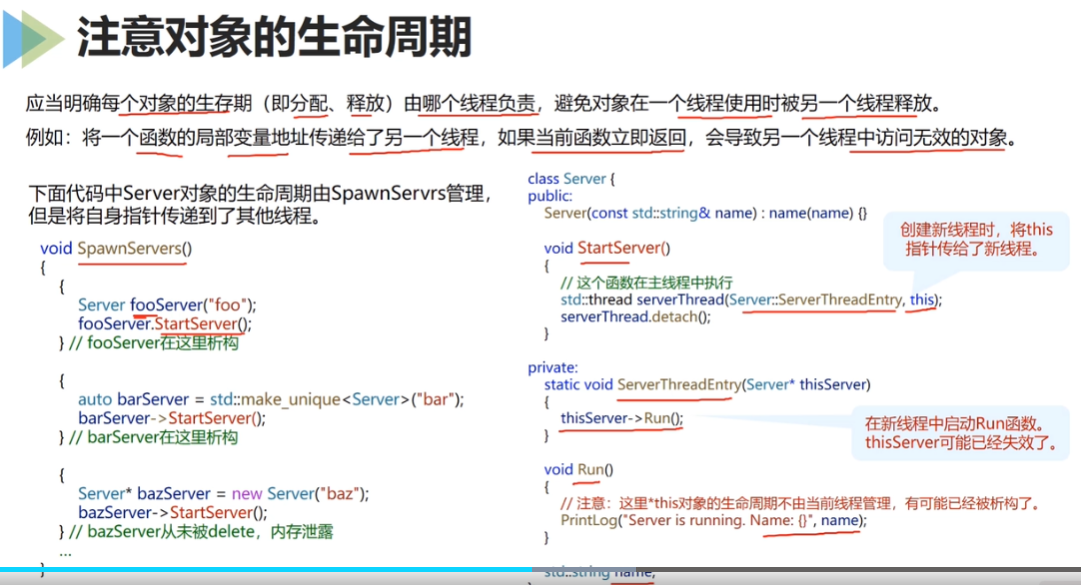 注意对象的生命周期
应当明确每个对象的生存期（即分配、释放）由哪个线程负责，避免对象在一个线程使用时被另一个线程释放。
例如：将一个函数的局部变量地址传递给了另一个线程，如果当前函数立即返回，会导致另一个线程中访问无效的对象。
下面代码中Server对象的生命周期由SpawnServrs管理，
但是将自身指针传递到了其他线程。
void SpawnServers()
{
{
Server fooServer("foo");
fooServer.StartServer();
} // fooServer在这里析构
{
auto barServer = std::make_unique<Server>("bar");
barServer->StartServer();
} // barServer在这里析构
{
Server* bazServer = new Server("baz");
bazServer->StartServer();
} // bazServer从未被delete，内存泄露
...
}
class Server {
public:
Server(const std::string& name) : name(name) {}
void StartServer()
{
// 这个函数在主线程中执行
std::thread serverThread(Server::ServerThreadEntry, this);
serverThread.detach();
}
创建新线程时，将this
指针传给了新线程。
private:
static void ServerThreadEntry(Server* thisServer)
{
thisServer->Run();
}
在新线程中启动Run函数。
thisServer可能已经失效了。
void Run()
{
// 注意：这里*this对象的生命周期不由当前线程管理，有可能已经被析构了。
PrintLog("Server is running. Name: {}", name);
}
std::string name;